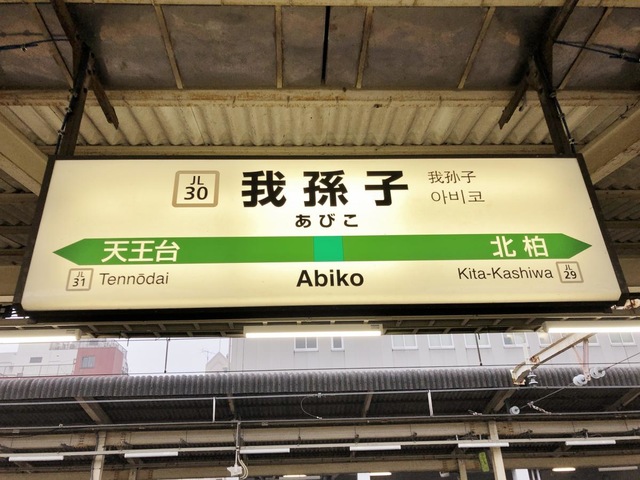 JL
30
我孫子
我孙子
아비코
あびこ
天王台
北柏
JL
31
Tennōdai
Abiko
Kita-Kashiwa
JL
29